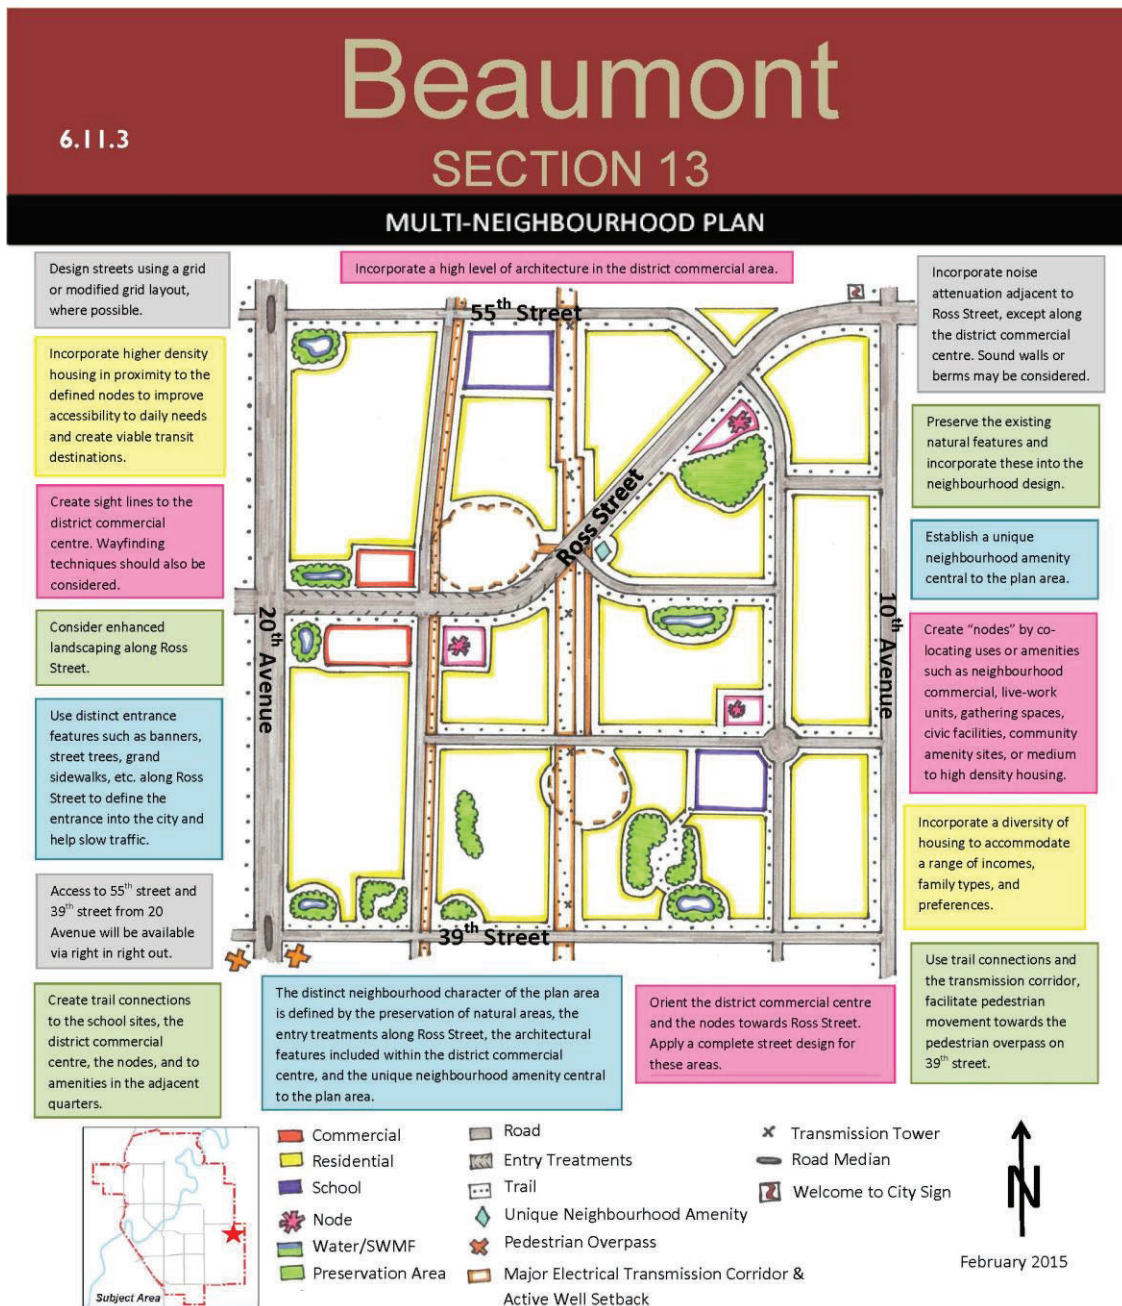 Beaumont
6.11.3
SECTION 13
MULTI-NEIGHBOURHOOD PLAN
Design streets using a grid
or modified grid layout,
where possible.
Incorporate higher density
housing in proximity to the
defined nodes to improve
accessibility to daily needs
and create viable transit
destinations.
Create sight lines to the
district commercial
centre. Wayfinding
techniques should also be
considered.
Consider enhanced
landscaping along Ross
Street.
Use distinct entrance
features such as banners,
street trees, grand
sidewalks, etc. along Ross
Street to define the
entrance into the city and
help slow traffic.
Access to 55th street and
39th street from 20
Avenue will be available
via right in right out.
Create trail connections
to the school sites, the
district commercial
centre, the nodes, and to
amenities in the adjacent
quarters.
Incorporate a high level of architecture in the district commercial area.
55th Street
Ross Street
20th Avenue
10th Avenue
39th Street
Incorporate noise
attenuation adjacent to
Ross Street, except along
the district commercial
centre. Sound walls or
berms may be considered.
Preserve the existing
natural features and
incorporate these into the
neighbourhood design.
Establish a unique
neighbourhood amenity
central to the plan area.
Create “nodes” by co-
locating uses or amenities
such as neighbourhood
commercial, live-work
units, gathering spaces,
civic facilities, community
amenity sites, or medium
to high density housing.
Incorporate a diversity of
housing to accommodate
a range of incomes,
family types, and
preferences.
Use trail connections and
the transmission corridor,
facilitate pedestrian
movement towards the
pedestrian overpass on
39th street.
The distinct neighbourhood character of the plan area
is defined by the preservation of natural areas, the
entry treatments along Ross Street, the architectural
features included within the district commercial
centre, and the unique neighbourhood amenity central
to the plan area.
Orient the district commercial centre
and the nodes towards Ross Street.
Apply a complete street design for
these areas.
Subject Area
Commercial
Residential
School
Node
Water/SWMF
Preservation Area
Road
Entry Treatments
Trail
Unique Neighbourhood Amenity
Pedestrian Overpass
Major Electrical Transmission Corridor &
Active Well Setback
Transmission Tower
Road Median
Welcome to City Sign
N
February 2015